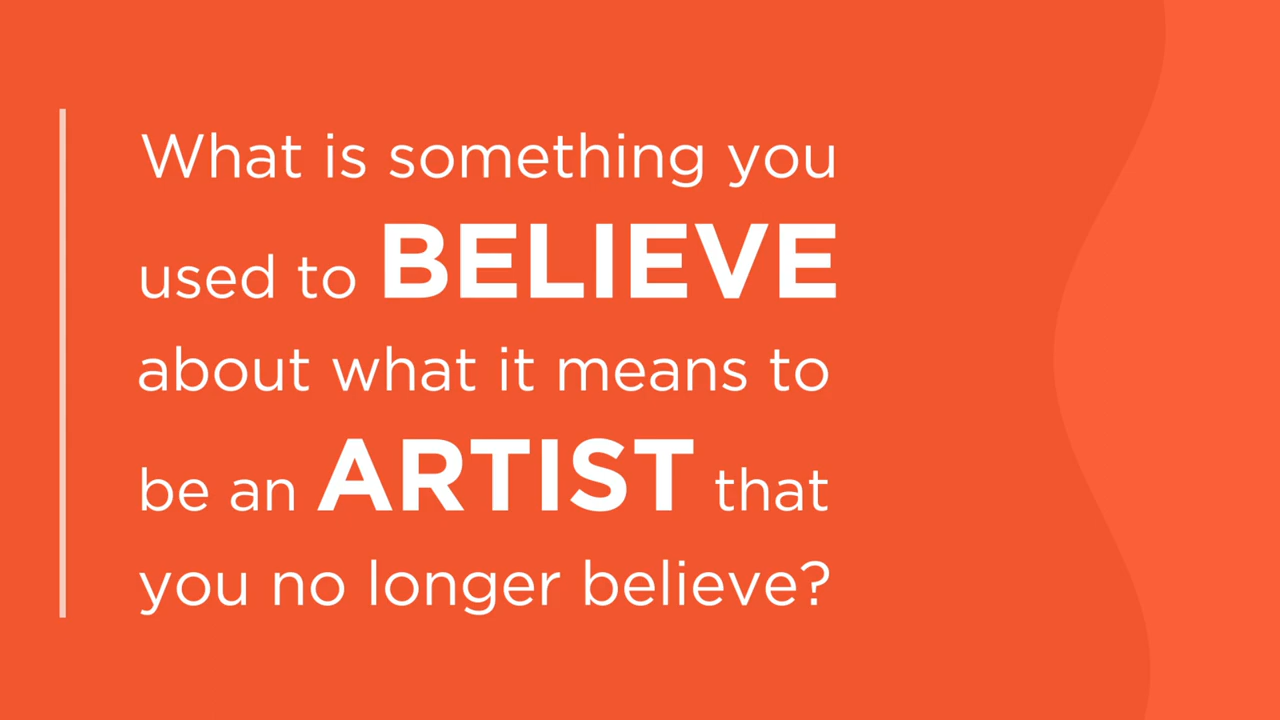 What is something you
used to BELIEVE
about what it means to
be an ARTIST that
you no longer believe?